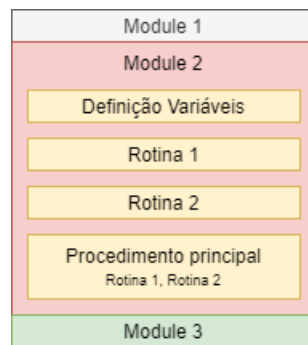 Module 1
Module 2
Definição Variáveis
Rotina 1
Rotina 2
Procedimento principal
Rotina 1, Rotina 2
Module 3